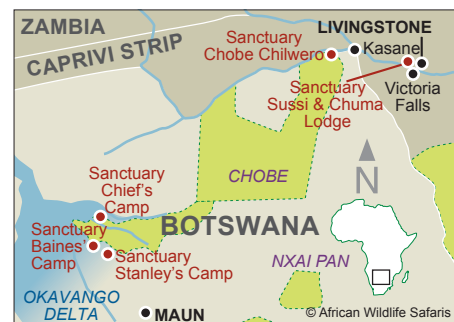 ZAMBIA
CAPRIVI STRIP
LIVINGSTONE
Sanctuary
Chobe Chilwero
Kasane
Sanctuary
Sussi & Chuma
Lodge
Victoria
Falls
CHOBE
N
Sanctuary
Chief's
Camp
BOTSWANA
Sanctuary
Baines'
Camp
Sanctuary
Stanley's Camp
NXAI PAN
OKAVANGO
DELTA
MAUN
© African Wildlife Safaris